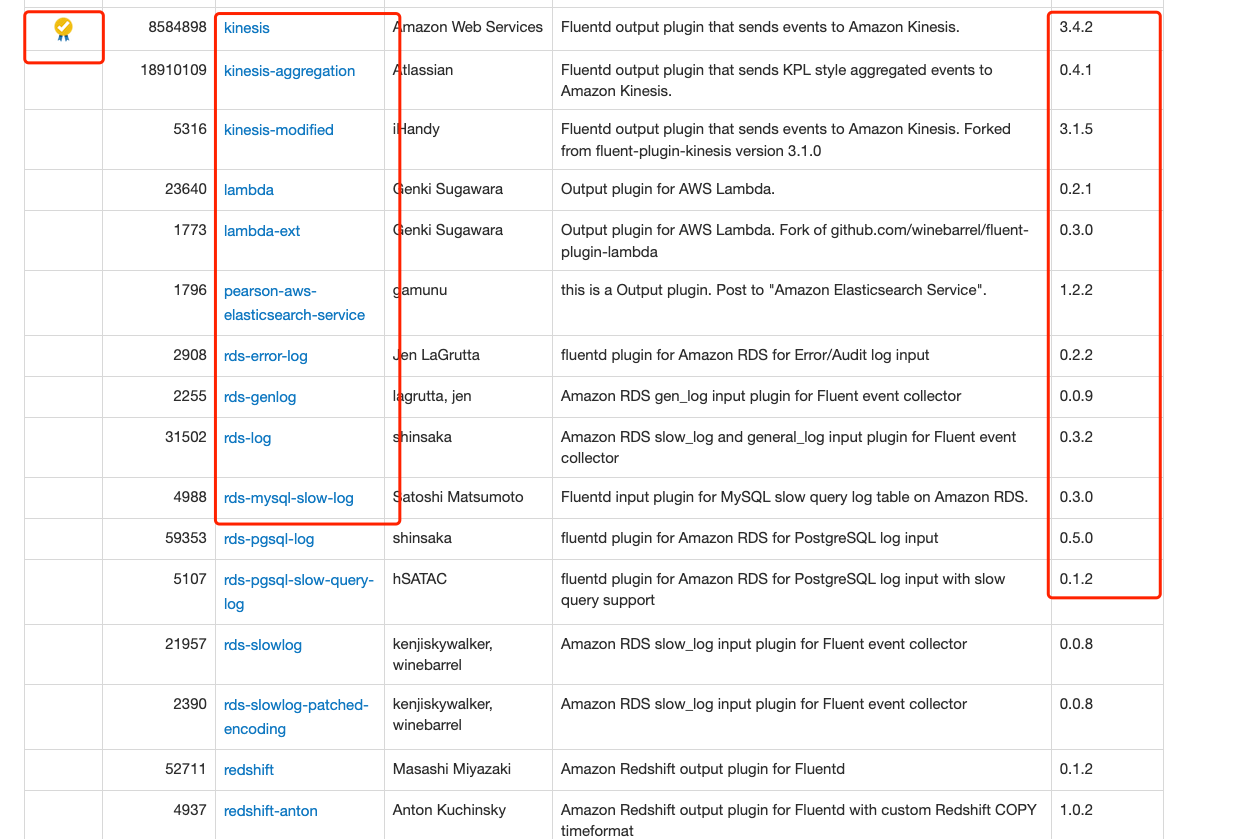 8584898 kinesis Amazon Web Services Fluentd output plugin that sends events to Amazon Kinesis. 3.4.2
18910109 kinesis-aggregation Atlassian Fluentd output plugin that sends KPL style aggregated events to 0.4.1
Amazon Kinesis.
5316 kinesis-modified iHandy Fluentd output plugin that sends events to Amazon Kinesis. Forked 3.1.5
from fluent-plugin-kinesis version 3.1.0
23640 lambda Genki Sugawara Output plugin for AWS Lambda. 0.2.1
1773 lambda-ext Genki Sugawara Output plugin for AWS Lambda. Fork of github.com/winebarrel/fluent- 0.3.0
plugin-lambda
1796 pearson-aws- gamunu this is a Output plugin. Post to "Amazon Elasticsearch Service". 1.2.2
elasticsearch-service
2908 rds-error-log Jen LaGrutta fluentd plugin for Amazon RDS for Error/Audit log input 0.2.2
2255 rds-genlog lagrutta, jen Amazon RDS gen_log input plugin for Fluent event collector 0.0.9
31502 rds-log shinsaka Amazon RDS slow_log and general_log input plugin for Fluent event 0.3.2
collector
4988 rds-mysql-slow-log Satoshi Matsumoto Fluentd input plugin for MySQL slow query log table on Amazon RDS. 0.3.0
59353 rds-pgsql-log shinsaka fluentd plugin for Amazon RDS for PostgreSQL log input 0.5.0
5107 rds-pgsql-slow-query- hSATAC fluentd plugin for Amazon RDS for PostgreSQL log input with slow 0.1.2
log query support
21957 rds-slowlog kenjiskywalker, Amazon RDS slow_log input plugin for Fluent event collector 0.0.8
winebarrel
2390 rds-slowlog-patched- kenjiskywalker, Amazon RDS slow_log input plugin for Fluent event collector 0.0.8
encoding winebarrel
52711 redshift Masashi Miyazaki Amazon Redshift output plugin for Fluentd 0.1.2
4937 redshift-anton Anton Kuchinsky Amazon Redshift output plugin for Fluentd with custom Redshift COPY 1.0.2
timeformat